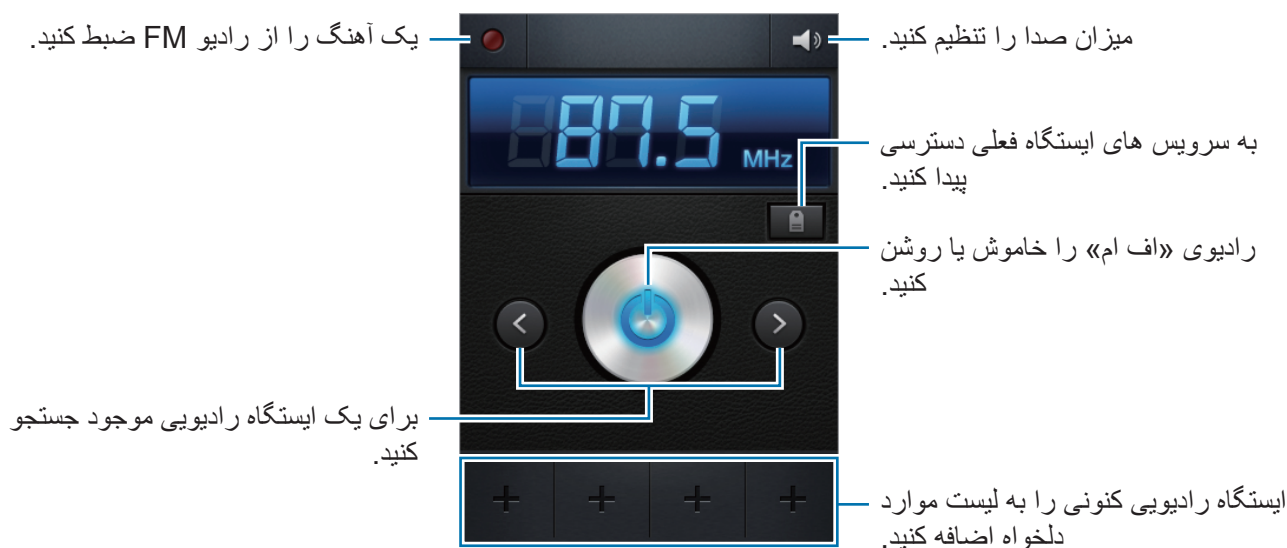 یک آهنگ را از رادیو FM ضبط کنید.
میزان صدا را تنظیم کنید.
87.5 MHz
به سرویس های ایستگاه فعلی دسترسی
پیدا کنید.
رادیوی «اف ام» را خاموش یا روشن
کنید.
برای یک ایستگاه رادیویی موجود جستجو
کنید.
ایستگاه رادیویی کنونی را به لیست موارد
دلخواه اضافه کنید.